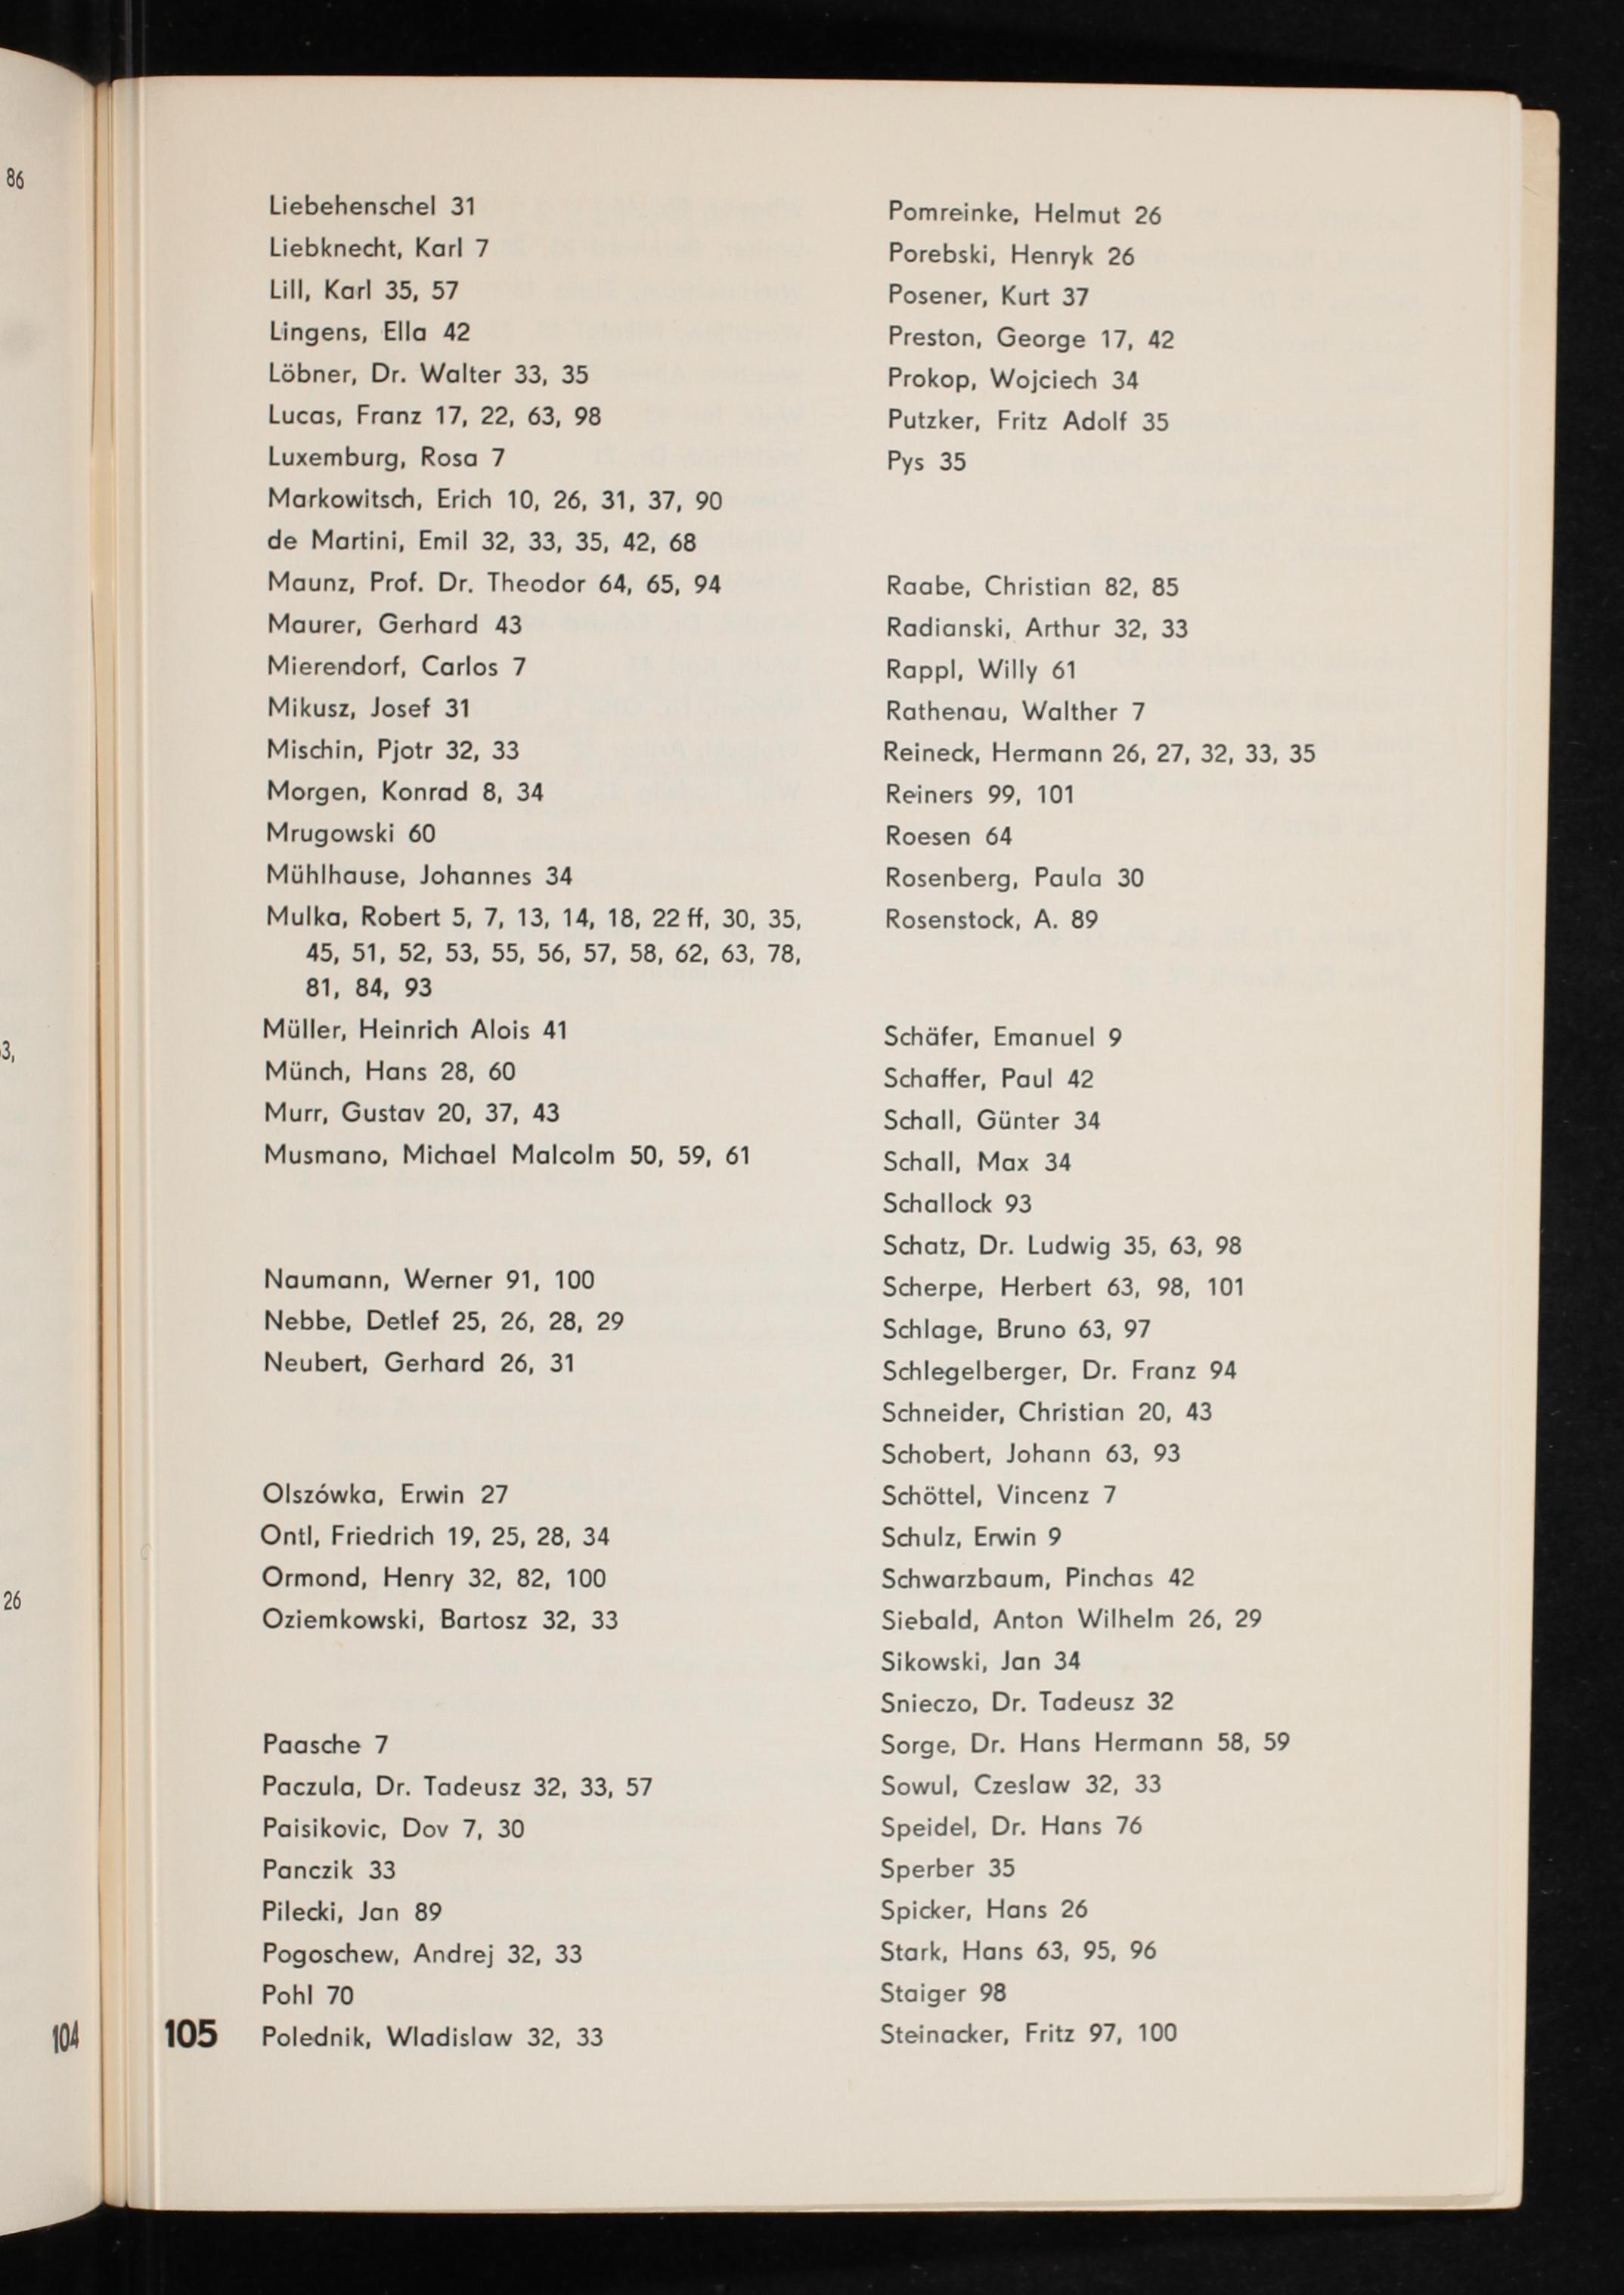 86
3,
26
104
Liebehenschel 31
Liebknecht, Karl 7
Lill, Karl 35, 57
Lingens, Ella 42
Löbner, Dr. Walter 33, 35
Lucas, Franz 17, 22, 63, 98
Luxemburg, Rosa 7
Markowitsch, Erich 10, 26, 31, 37, 90
de Martini, Emil 32, 33, 35, 42, 68
Maunz, Prof. Dr. Theodor 64, 65, 94
Maurer, Gerhard 43
Mierendorf, Carlos 7
Mikusz, Josef 31
Mischin, Pjotr 32, 33
Morgen, Konrad 8, 34
Mrugowski 60
Mühlhause, Johannes 34
Mulka, Robert 5, 7, 13, 14, 18, 22 ff, 30, 35,
45, 51, 52, 53, 55, 56, 57, 58, 62, 63, 78,
81, 84, 93
Müller, Heinrich Alois 41
Münch, Hans 28, 60
Murr, Gustav 20, 37, 43
Musmano, Michael Malcolm 50, 59, 61
Naumann, Werner 91, 100
Nebbe, Detlef 25, 26, 28, 29
Neubert, Gerhard 26, 31
Olszówka, Erwin 27
Ontl, Friedrich 19, 25, 28, 34
Ormond, Henry 32, 82, 100
Oziemkowski, Bartosz 32, 33
Paasche 7
Paczula, Dr. Tadeusz 32, 33, 57
Paisikovic, Dov 7, 30
Panczik 33
Pilecki, Jan 89
Pogoschew, Andrej 32, 33
Pohl 70
105 Polednik, Wladislaw 32, 33
Pomreinke, Helmut 26
Porebski, Henryk 26
Posener, Kurt 37
Preston, George 17, 42
Prokop, Wojciech 34
Putzker, Fritz Adolf 35
Pys 35
Raabe, Christian 82, 85
Radianski, Arthur 32, 33
Rappl, Willy 61
Rathenau, Walther 7
Reineck, Hermann 26, 27, 32, 33, 35
Reiners 99, 101
Roesen 64
Rosenberg, Paula 30
Rosenstock, A. 89
Schäfer, Emanuel 9
Schaffer, Paul 42
Schall, Günter 34
Schall, Max 34
Schallock 93
Schatz, Dr. Ludwig 35, 63, 98
Scherpe, Herbert 63, 98, 101
Schlage, Bruno 63, 97
Schlegelberger, Dr. Franz 94
Schneider, Christian 20, 43
Schobert, Johann 63, 93
Schöttel, Vincenz 7
Schulz, Erwin 9
Schwarzbaum, Pinchas 42
Siebald, Anton Wilhelm 26, 29
Sikowski, Jan 34
Snieczo, Dr. Tadeusz 32
Sorge, Dr. Hans Hermann 58, 59
Sowul, Czeslaw 32, 33
Speidel, Dr. Hans 76
Sperber 35
Spicker, Hans 26
Stark, Hans 63, 95, 96
Staiger 98
Steinacker, Fritz 97, 100